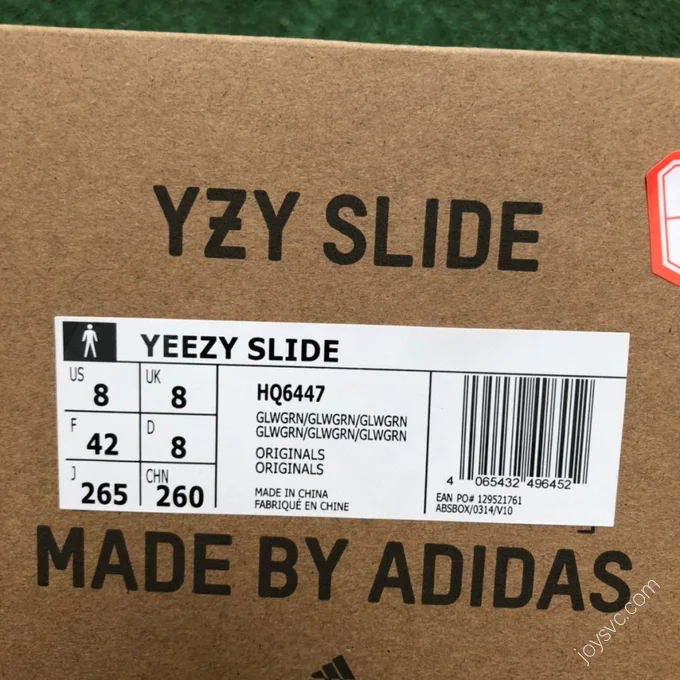 YZY SLIDE
YEEZY SLIDE
US 8 UK 8
F 42 D 8
J 265 CHN 260
HQ6447
GLWGRN/GLWGRN/GLWGRN
GLWGRN/GLWGRN/GLWGRN
ORIGINALS
ORIGINALS
MADE IN CHINA
FABRIQUÉ EN CHINE
4 065432 496452
EAN PO# 129521761
ABSBOX/0314/V10
MADE BY ADIDAS
joysvc.com